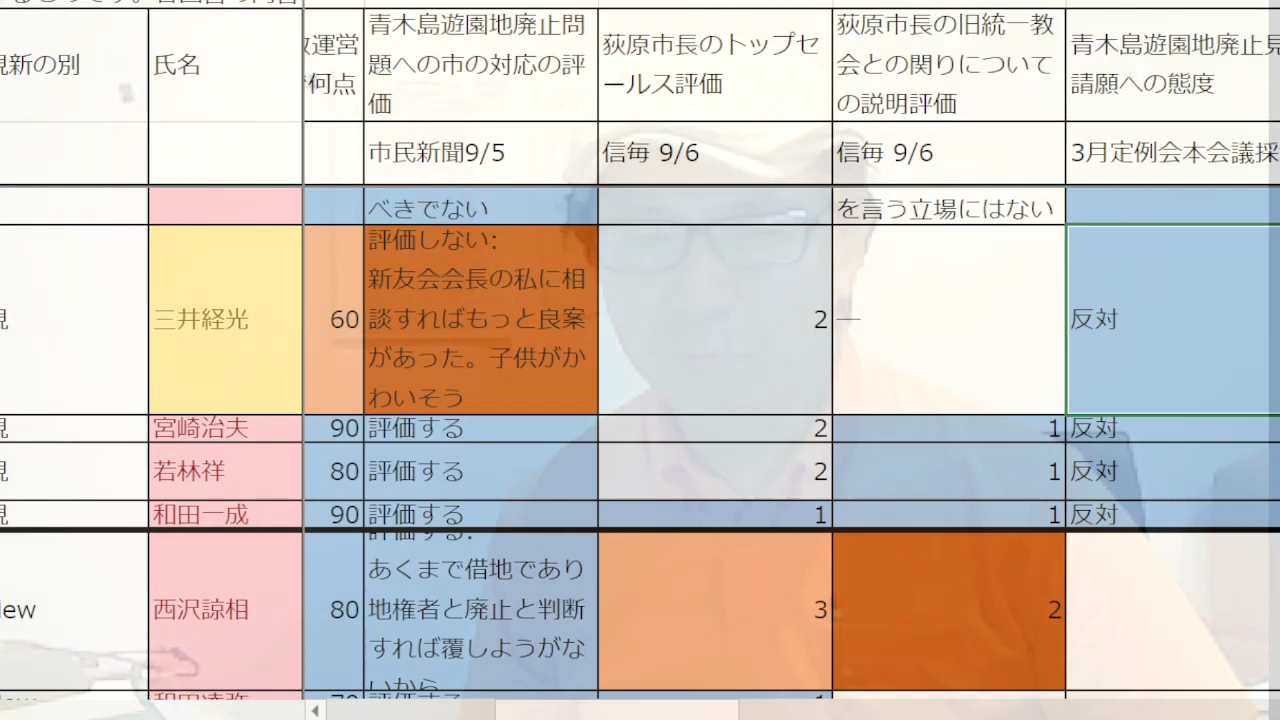 現新の別
氏名
運営
何点
青木島遊園地廃止問
題への市の対応の評
価
荻原市長のトップセ
ールス評価
荻原市長の旧統一教
会との関りについて
の説明評価
青木島遊園地廃止見
請願への態度
市民新聞9/5
信毎 9/6
信毎 9/6
3月定例会本会議採
べきでない
を言う立場にはない
現
三井経光
60
評価しない:
新友会会長の私に相
談すればもっと良案
があった。子供がか
わいそう
2
―
反対
現
宮崎治夫
90
評価する
2
1
反対
現
若林祥
80
評価する
2
1
反対
現
和田一成
90
評価する
1
1
反対
New
西沢諒相
80
評価する:
あくまで借地であり
地権者と廃止と判断
すれば覆しようがな
いから
3
2
評価する